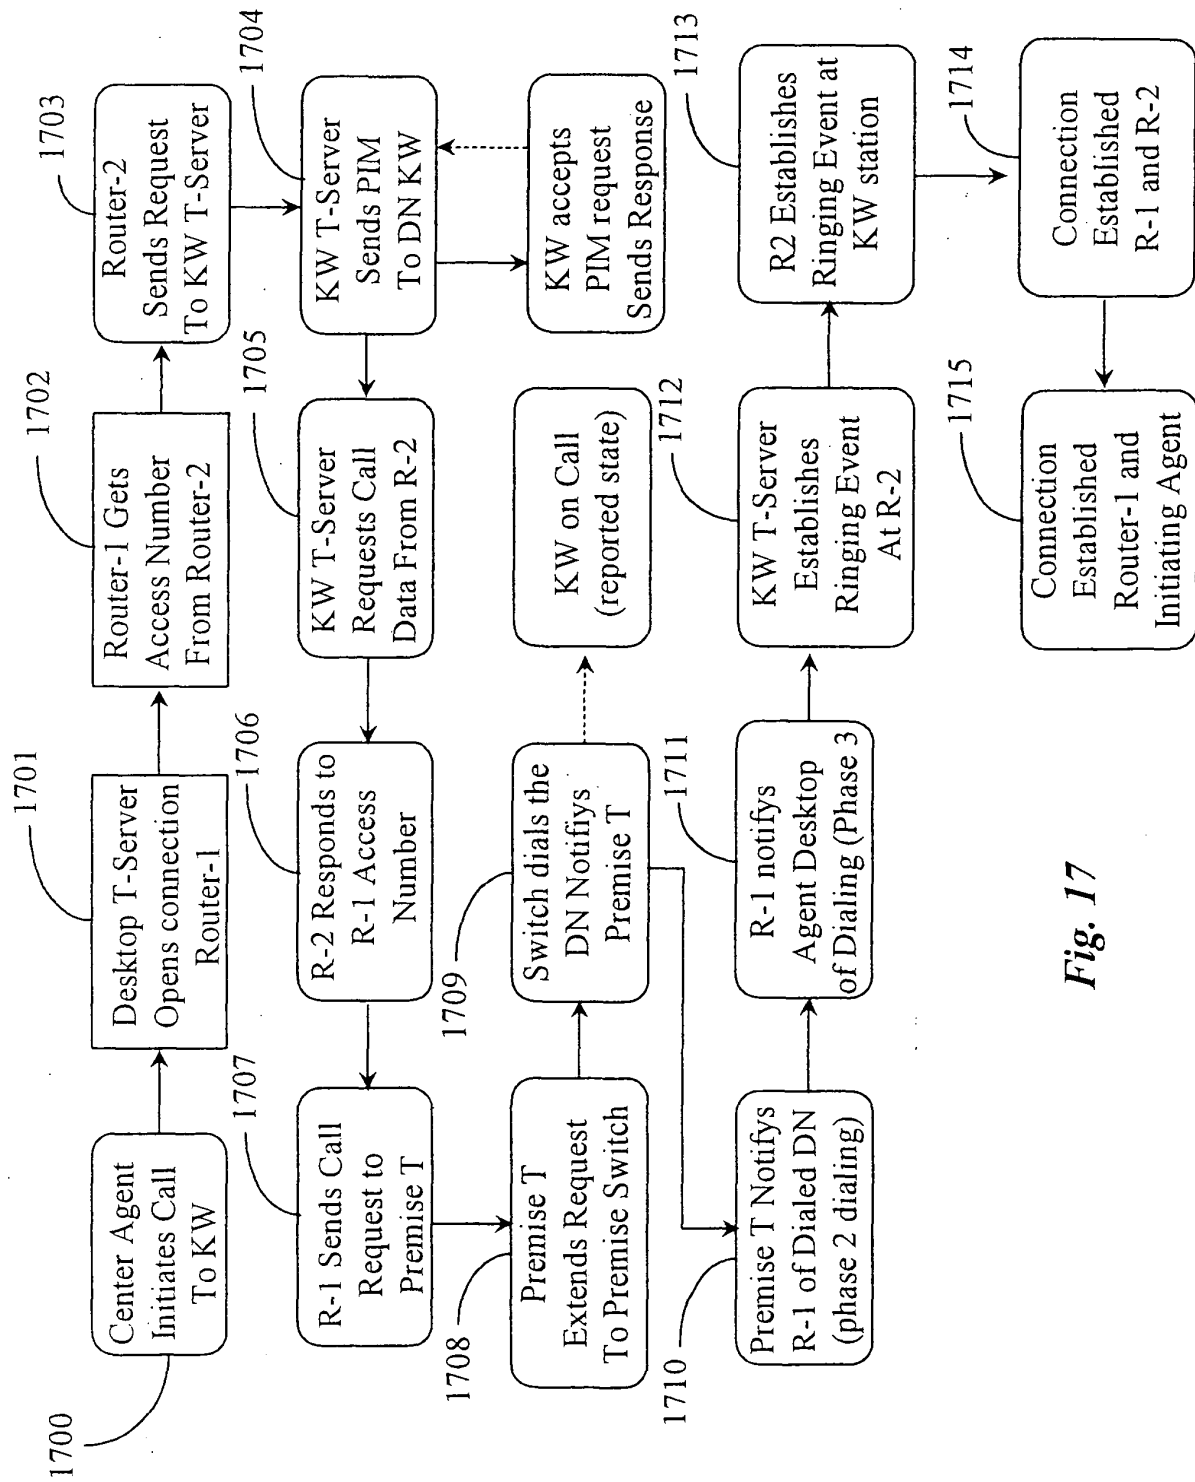 1700
Center Agent
Initiates Call
To KW
1701
Desktop T-Server
Opens connection
Router-1
1702
Router-1 Gets
Access Number
From Router-2
1703
Router-2
Sends Request
To KW T-Server
1704
KW T-Server
Sends PIM
To DN KW
KW accepts
PIM request
Sends Response
1705
KW T-Server
Requests Call
Data From R-2
1706
R-2 Responds to
R-1 Access
Number
1707
R-1 Sends Call
Request to
Premise T
1708
Premise T
Extends Request
To Premise Switch
1709
Switch dials the
DN Notifiys
Premise T
KW on Call
(reported state)
1710
Premise T Notifys
R-1 of Dialed DN
(phase 2 dialing)
1711
R-1 notifys
Agent Desktop
of Dialing (Phase 3
1712
KW T-Server
Establishes
Ringing Event
At R-2
1713
R2 Establishes
Ringing Event at
KW station
1714
Connection
Established
R-1 and R-2
1715
Connection
Established
Router-1 and
Initiating Agent
Fig. 17